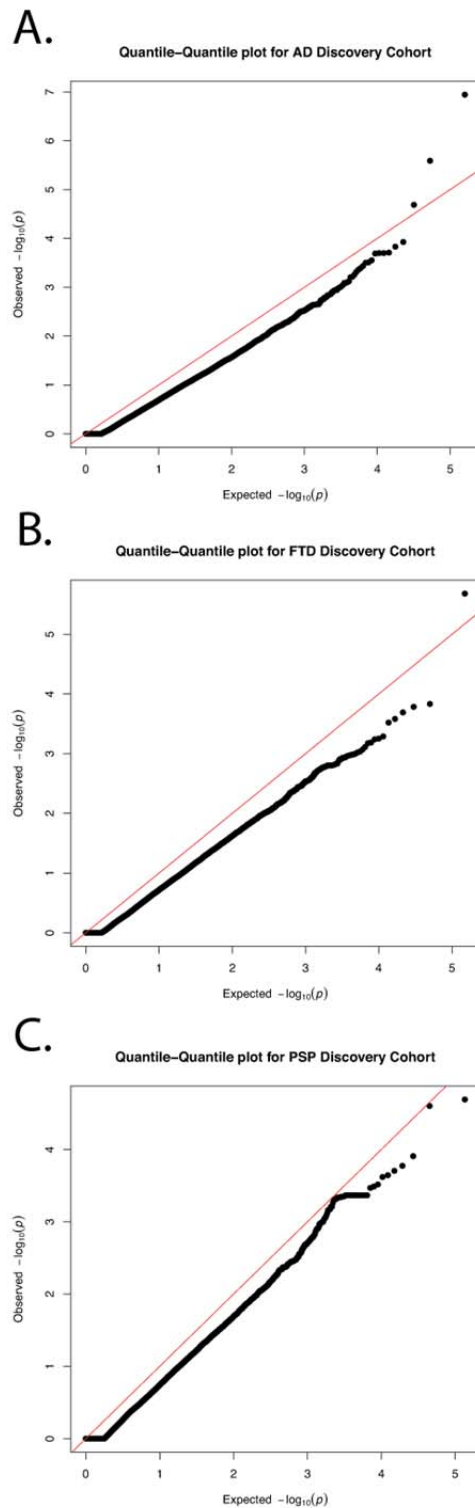 A.
Quantile−Quantile plot for AD Discovery Cohort
7
6
5
4
3
2
1
0
Observed −log₁₀(p)
0 1 2 3 4 5
Expected −log₁₀(p)
B.
Quantile−Quantile plot for FTD Discovery Cohort
5
4
3
2
1
0
Observed −log₁₀(p)
0 1 2 3 4 5
Expected −log₁₀(p)
C.
Quantile−Quantile plot for PSP Discovery Cohort
4
3
2
1
0
Observed −log₁₀(p)
0 1 2 3 4 5
Expected −log₁₀(p)